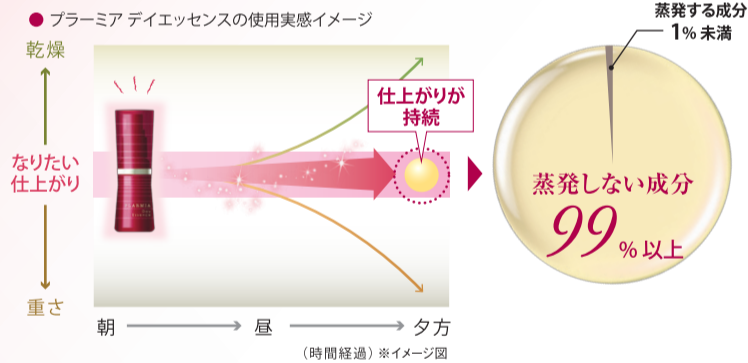 ● プラーミア デイエッセンスの使用実感イメージ
乾燥
なりたい
仕上がり
重さ
仕上がりが
持続
朝
昼
夕方
(時間経過)※イメージ図
蒸発する成分
1%未満
蒸発しない成分
99%以上